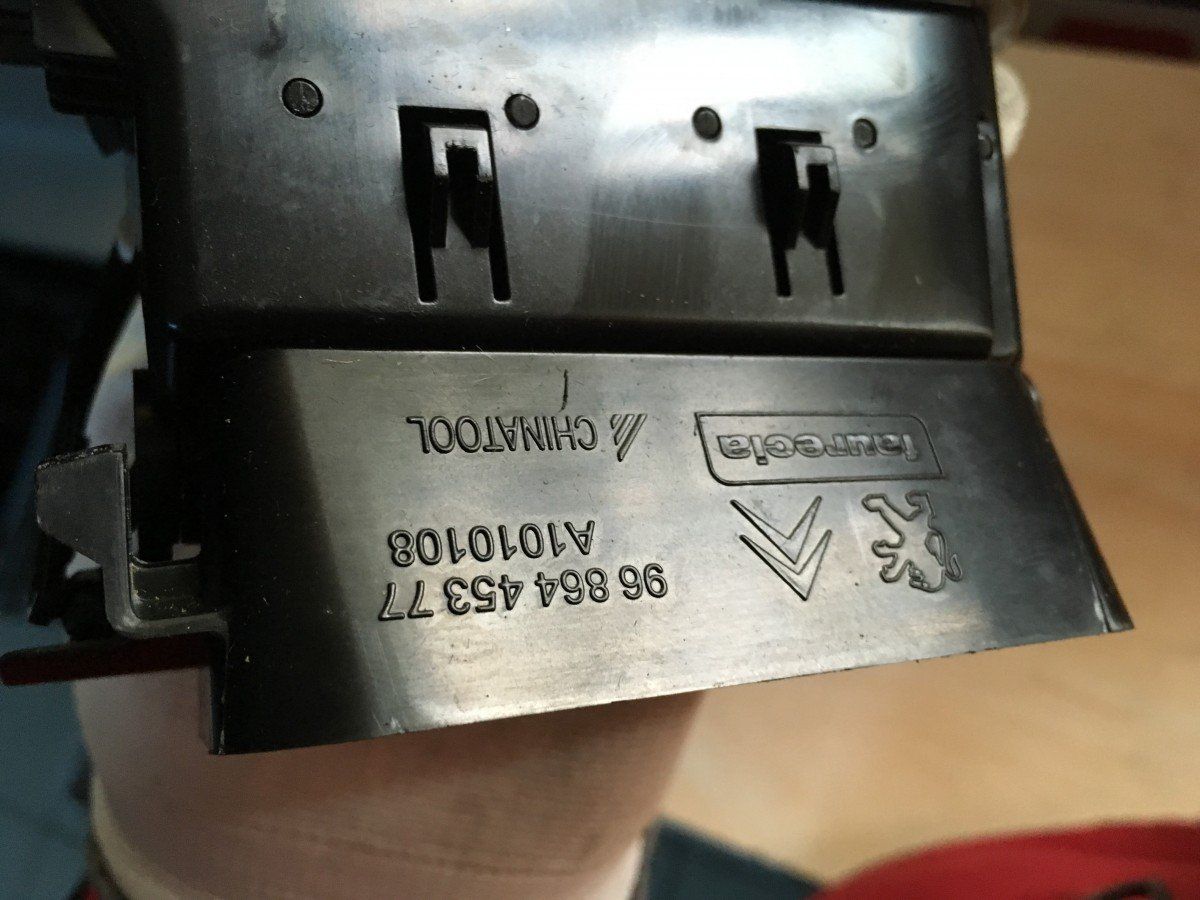 96 864 453 77
A1010108
faurecia
CHINATOOL